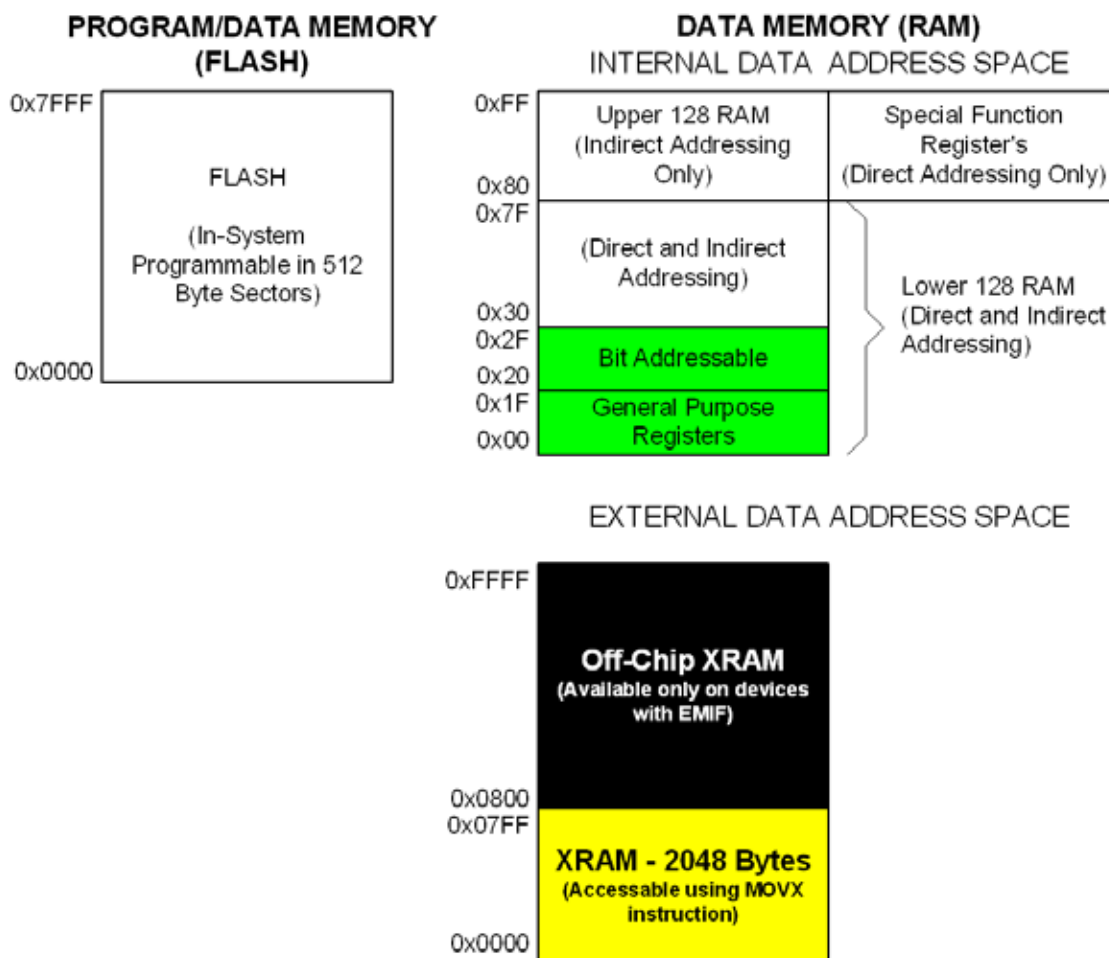 PROGRAM/DATA MEMORY
(FLASH)
0x7FFF
FLASH
(In-System
Programmable in 512
Byte Sectors)
0x0000
DATA MEMORY (RAM)
INTERNAL DATA ADDRESS SPACE
0xFF
Upper 128 RAM
(Indirect Addressing
Only)
0x80
Special Function
Register's
(Direct Addressing Only)
0x7F
(Direct and Indirect
Addressing)
0x30
Lower 128 RAM
(Direct and Indirect
Addressing)
0x2F
Bit Addressable
0x20
0x1F
General Purpose
Registers
0x00
EXTERNAL DATA ADDRESS SPACE
0xFFFF
Off-Chip XRAM
(Available only on devices
with EMIF)
0x0800
0x07FF
XRAM - 2048 Bytes
(Accessable using MOVX
instruction)
0x0000